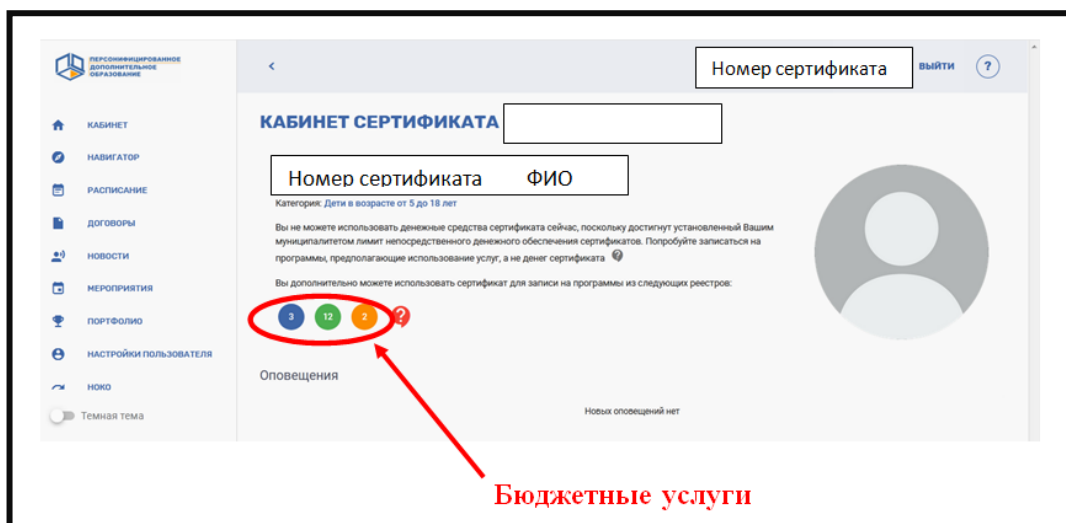 ПЕРСОНИФИЦИРОВАННОЕ
ДОПОЛНИТЕЛЬНОЕ
ОБРАЗОВАНИЕ
Номер сертификата
ВЫЙТИ
?
КАБИНЕТ
НАВИГАТОР
РАСПИСАНИЕ
ДОГОВОРЫ
НОВОСТИ
МЕРОПРИЯТИЯ
ПОРТФОЛИО
НАСТРОЙКИ ПОЛЬЗОВАТЕЛЯ
НОКО
Темная тема
КАБИНЕТ СЕРТИФИКАТА
Номер сертификата ФИО
Категория: Дети в возрасте от 5 до 18 лет
Вы не можете использовать денежные средства сертификата сейчас, поскольку достигнут установленный Вашим
муниципалитетом лимит непосредственного денежного обеспечения сертификатов. Попробуйте записаться на
программы, предполагающие использование услуг, а не денег сертификата ?
Вы дополнительно можете использовать сертификат для записи на программы из следующих реестров:
3 12 2 ?
Оповещения
Новых оповещений нет
Бюджетные услуги